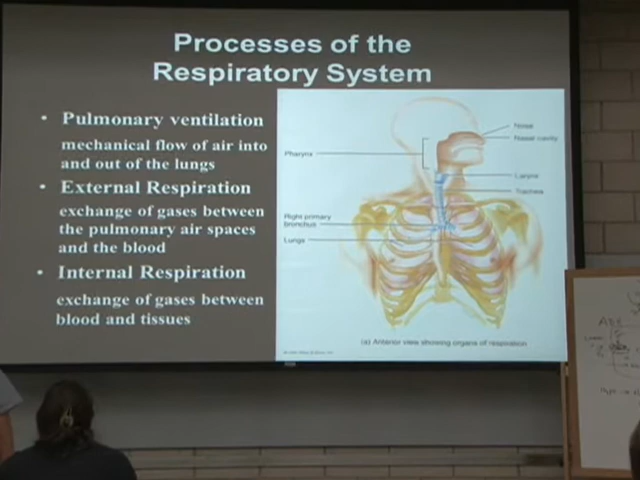 Processes of the
Respiratory System
• Pulmonary ventilation
mechanical flow of air into
and out of the lungs
• External Respiration
exchange of gases between
the pulmonary air spaces
and the blood
• Internal Respiration
exchange of gases between
blood and tissues
Nose
Nasal cavity
Pharynx
Larynx
Trachea
Right primary
bronchus
Lungs
(a) Anterior view showing organs of respiration